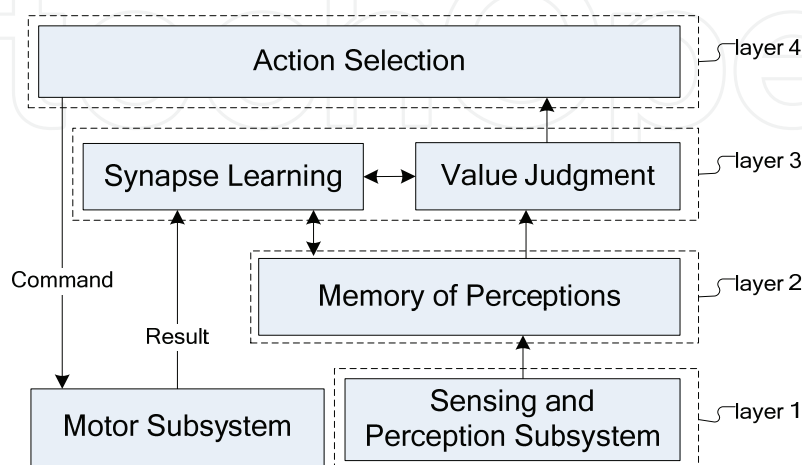 Action Selection
layer 4
Synapse Learning
Value Judgment
layer 3
Command
Memory of Perceptions
layer 2
Result
Motor Subsystem
Sensing and
Perception Subsystem
layer 1